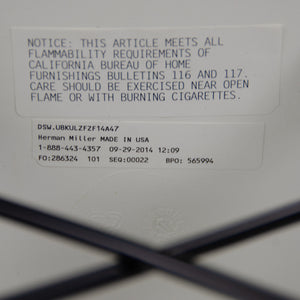 NOTICE: THIS ARTICLE MEETS ALL
FLAMMABILITY REQUIREMENTS OF
CALIFORNIA BUREAU OF HOME
FURNISHINGS BULLETINS 116 AND 117.
CARE SHOULD BE EXERCISED NEAR OPEN
FLAME OR WITH BURNING CIGARETTES.
DSW.UBKULZFZFZF14A47
Herman Miller MADE IN USA
1-888-443-4357 09-29-2014 12:09
FO:286324 101 SEQ:00022 BPO: 565994